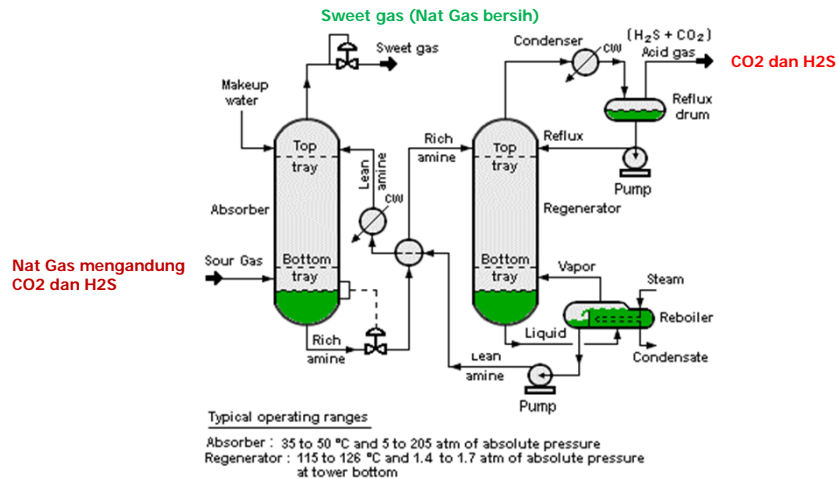 Sweet gas (Nat Gas bersih)
Sweet gas
Condenser
CW
(H₂S + CO₂)
Acid gas
CO2 dan H2S
Makeup
water
Reflux
drum
Top
tray
Lean
amine
Rich
amine
Top
tray
Reflux
Pump
CW
Absorber
Regenerator
Nat Gas mengandung
CO2 dan H2S
Sour Gas
Bottom
tray
Bottom
tray
Vapor
Steam
Reboiler
Rich
amine
Liquid
Condensate
Lean
amine
Pump
Typical operating ranges
Absorber : 35 to 50 °C and 5 to 205 atm of absolute pressure
Regenerator : 115 to 126 °C and 1.4 to 1.7 atm of absolute pressure
at tower bottom